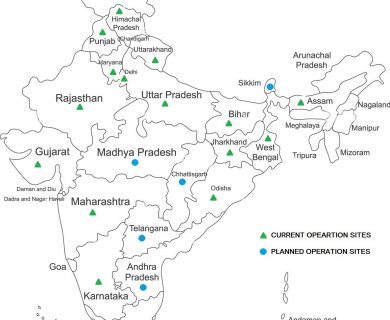 Himachal
Pradesh
Punjab
Chandigarh
Uttarakhand
Haryana
Delhi
Arunachal
Pradesh
Sikkim
Rajasthan
Uttar Pradesh
Assam
Nagaland
Bihar
Meghalaya
Manipur
Jharkhand
West
Bengal
Tripura
Mizoram
Gujarat
Madhya Pradesh
Chhattisgarh
Daman and Diu
Dadra and Nagar Haveli
Odisha
Maharashtra
Telangana
CURRENT OPEARTION SITES
PLANNED OPERATION SITES
Goa
Andhra
Pradesh
Karnataka
Andaman and